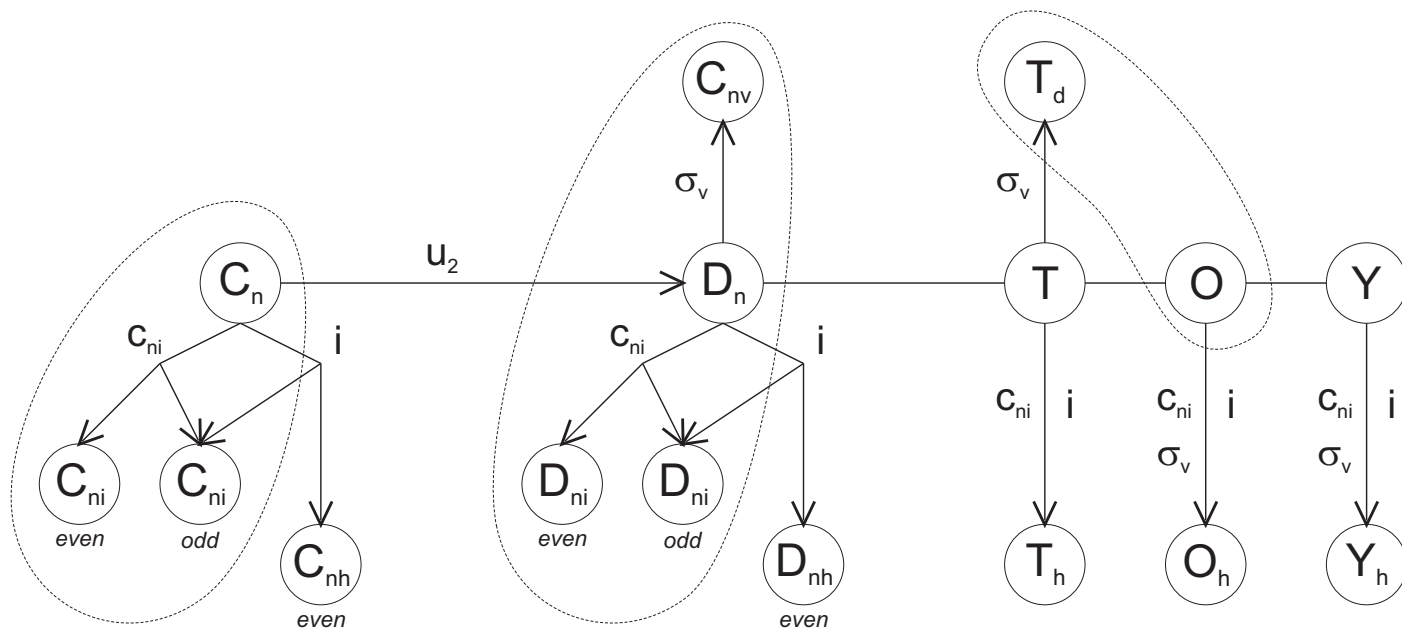 C_nv T_d
σ_v σ_v
C_n u_2 D_n T O Y
c_ni i c_ni i
c_ni i c_ni i c_ni i
σ_v σ_v
C_ni C_ni D_ni D_ni
even odd even odd
C_nh D_nh T_h O_h Y_h
even even